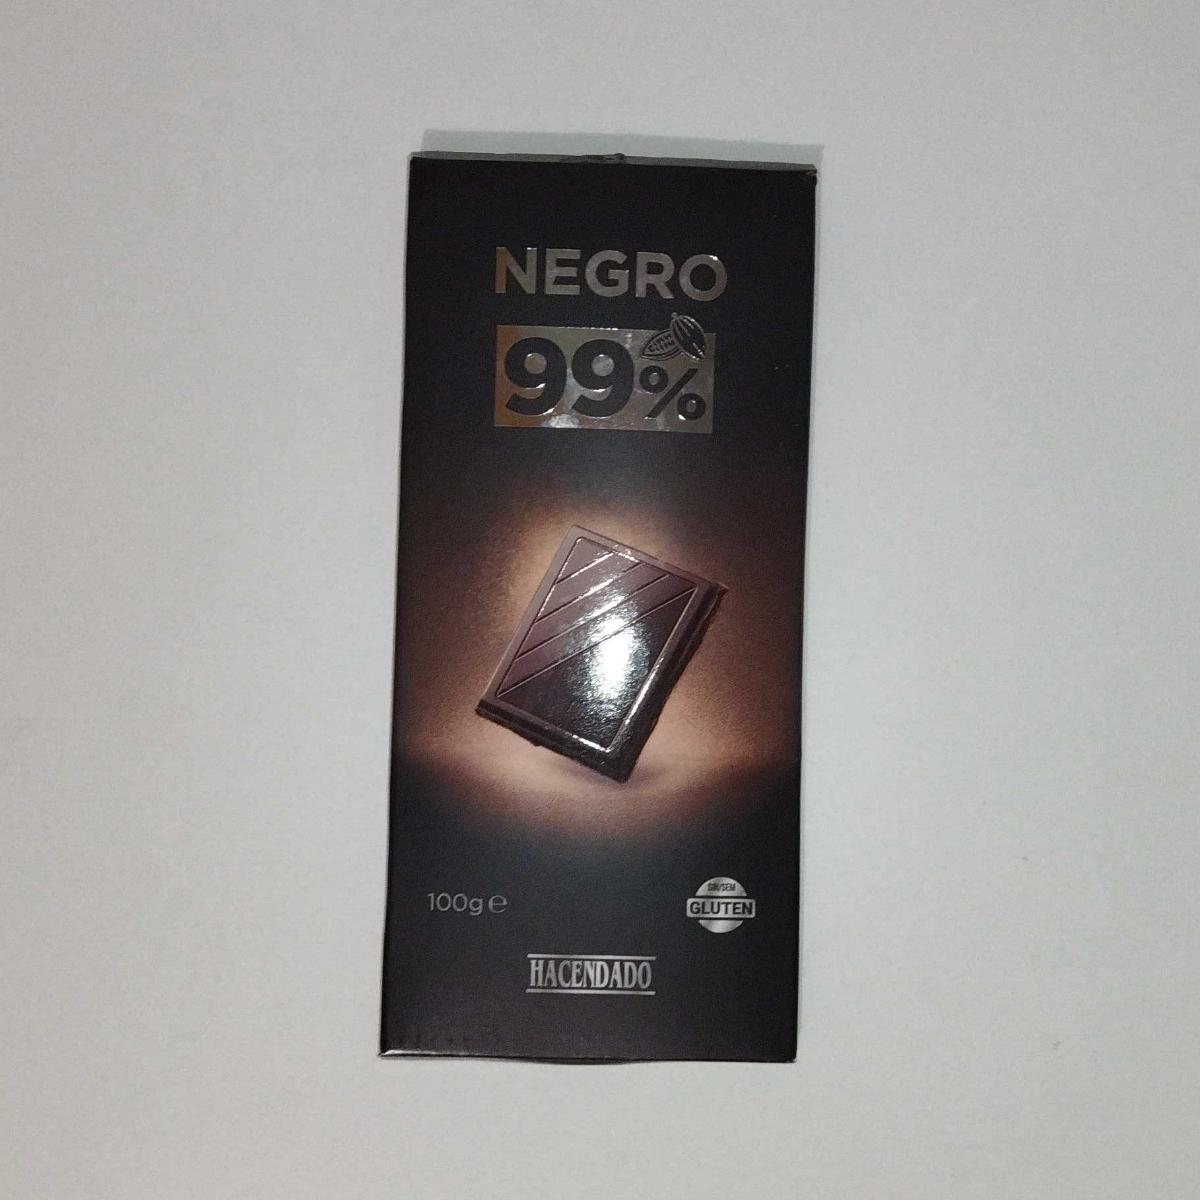 NEGRO
99%
100g ℮
SIN/SEM
GLUTEN
HACENDADO